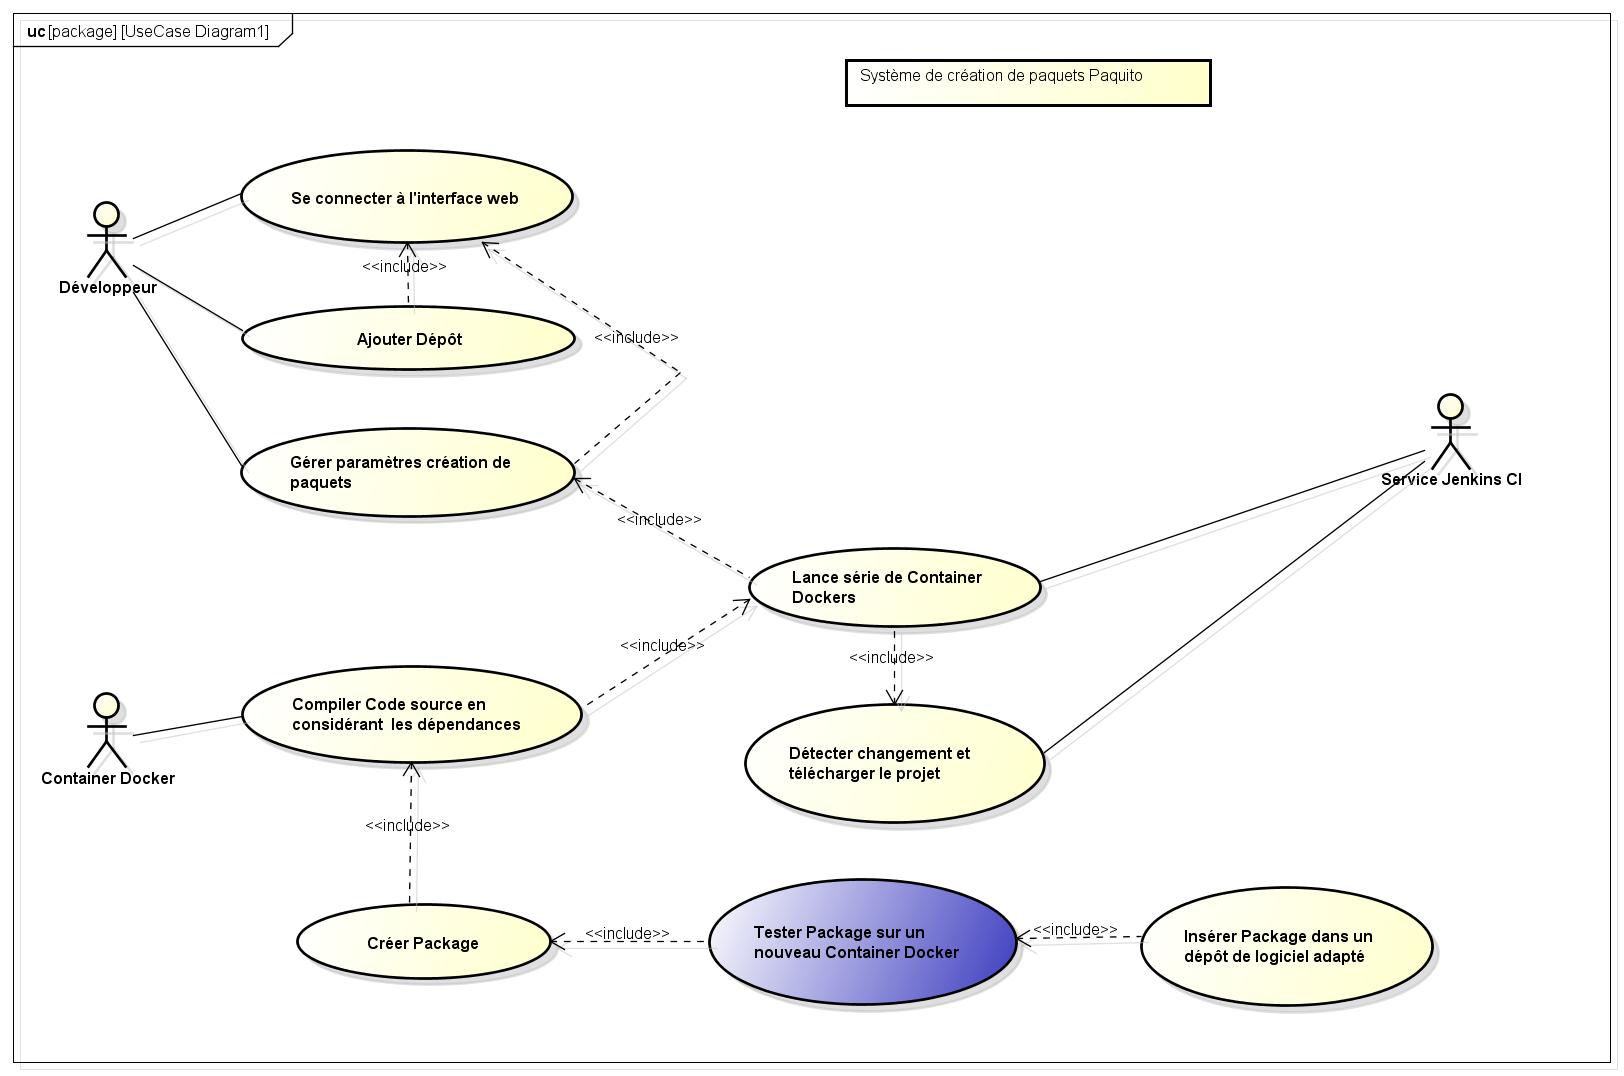 uc [package] [UseCase Diagram1]
Système de création de paquets Paquito
Se connecter à l'interface web
Développeur
<<include>>
Ajouter Dépôt
<<include>>
Gérer paramètres création de
paquets
Service Jenkins CI
<<include>>
Lance série de Container
Dockers
<<include>>
<<include>>
Compiler Code source en
considérant les dépendances
Container Docker
Détecter changement et
télécharger le projet
<<include>>
Créer Package
<<include>>
Tester Package sur un
nouveau Container Docker
<<include>>
Insérer Package dans un
dépôt de logiciel adapté